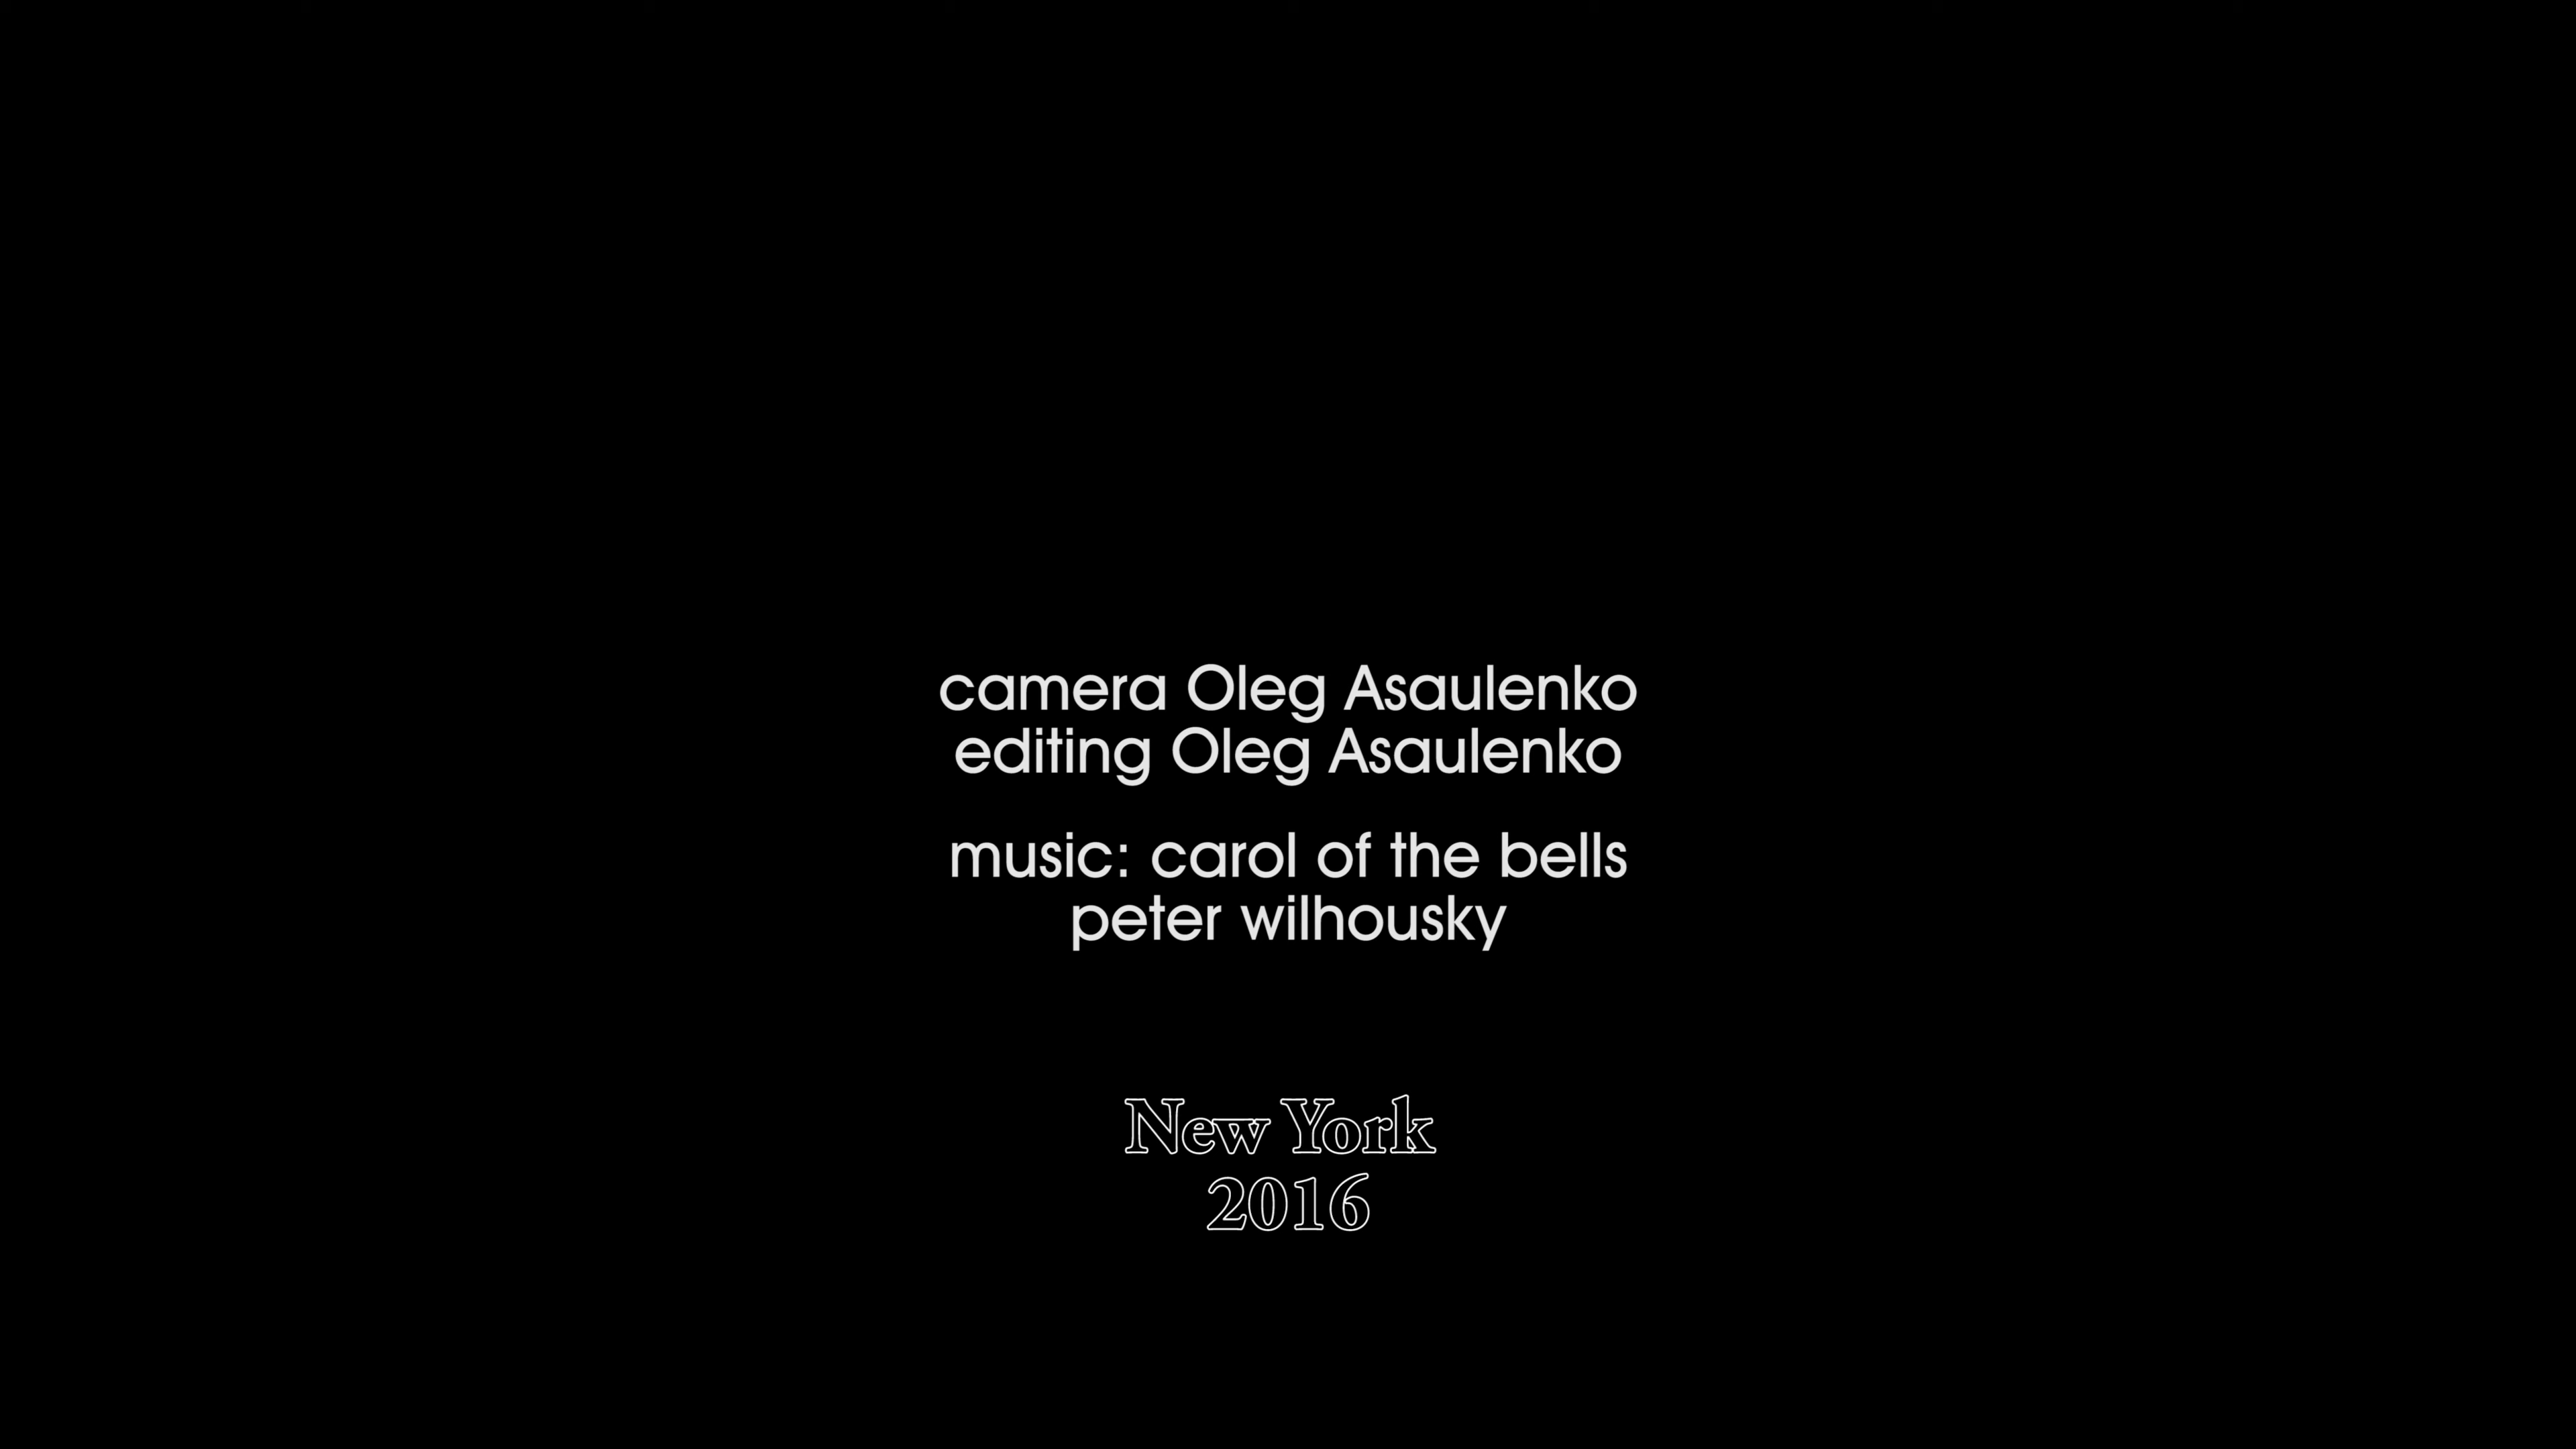 camera Oleg Asaulenko
editing Oleg Asaulenko
music: carol of the bells
peter wilhousky
New York
2016